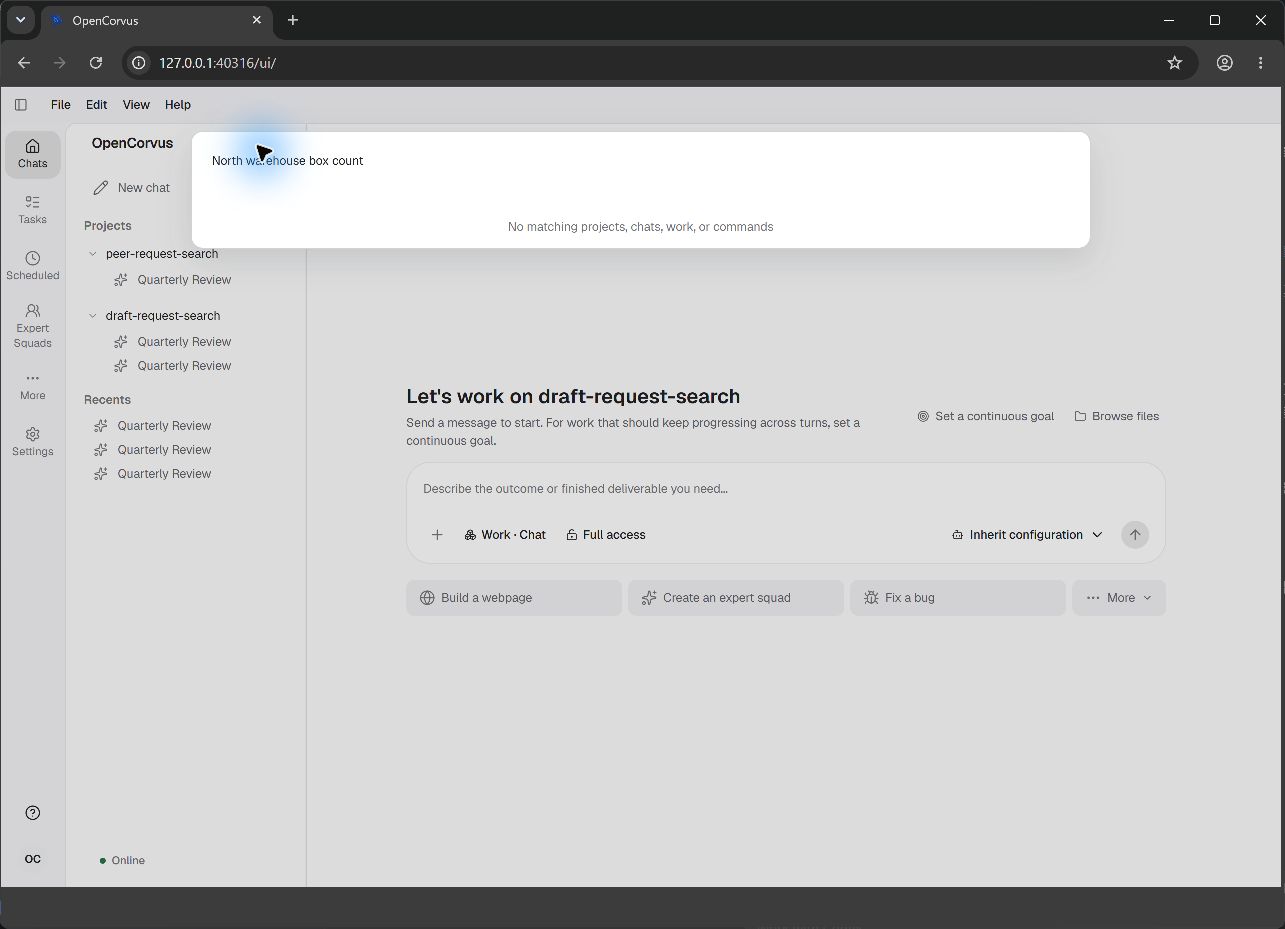 OpenCorvus
127.0.0.1:40316/ui/
File Edit View Help
Chats
Tasks
Scheduled
Expert
Squads
More
Settings
OC
OpenCorvus
New chat
Projects
peer-request-search
Quarterly Review
draft-request-search
Quarterly Review
Quarterly Review
Recents
Quarterly Review
Quarterly Review
Quarterly Review
Online
North warehouse box count
No matching projects, chats, work, or commands
Let's work on draft-request-search
Send a message to start. For work that should keep progressing across turns, set a
continuous goal.
Set a continuous goal Browse files
Describe the outcome or finished deliverable you need...
Work · Chat Full access Inherit configuration
Build a webpage Create an expert squad Fix a bug More